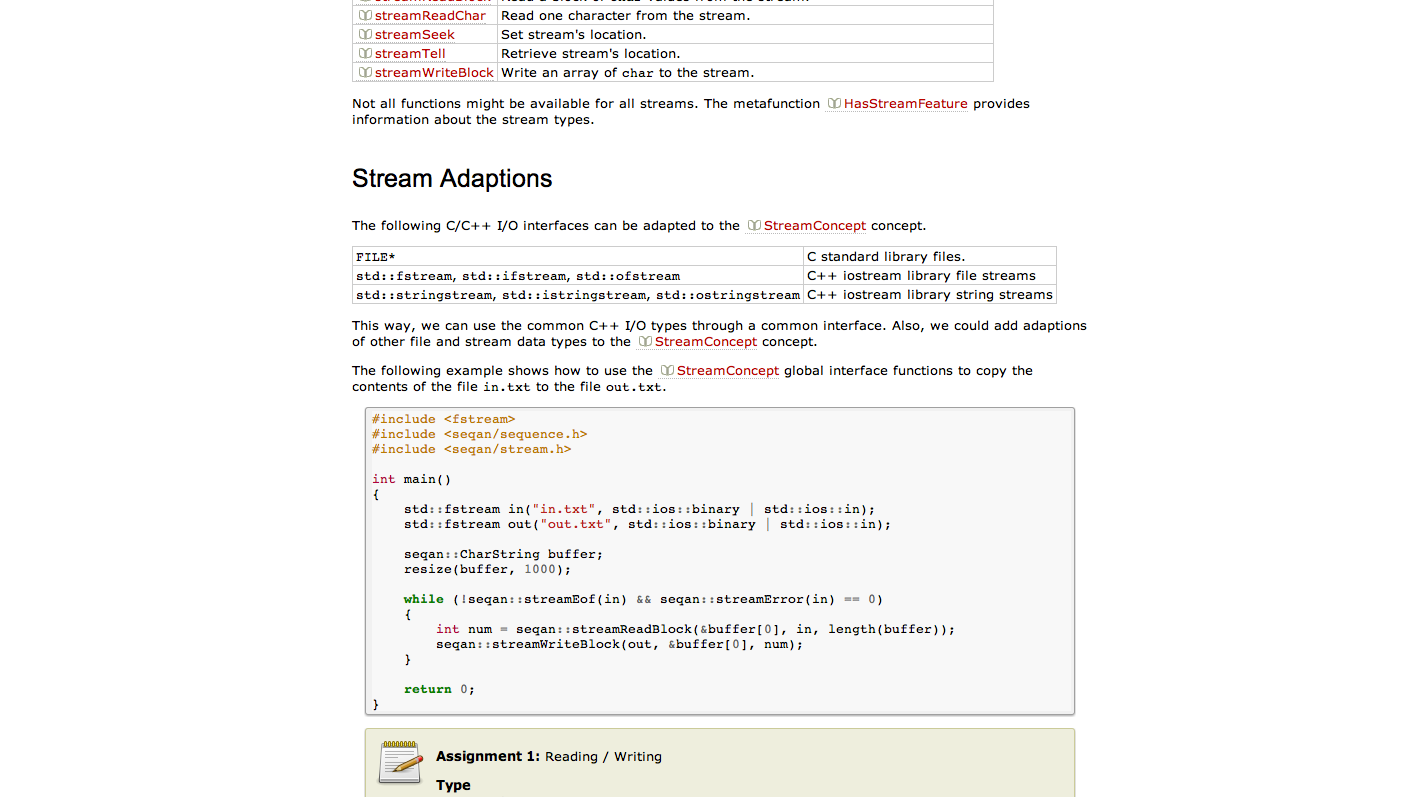 streamReadChar Read one character from the stream.
streamSeek Set stream's location.
streamTell Retrieve stream's location.
streamWriteBlock Write an array of char to the stream.
Not all functions might be available for all streams. The metafunction HasStreamFeature provides
information about the stream types.
Stream Adaptions
The following C/C++ I/O interfaces can be adapted to the StreamConcept concept.
FILE* C standard library files.
std::fstream, std::ifstream, std::ofstream C++ iostream library file streams
std::stringstream, std::istringstream, std::ostringstream C++ iostream library string streams
This way, we can use the common C++ I/O types through a common interface. Also, we could add adaptions
of other file and stream data types to the StreamConcept concept.
The following example shows how to use the StreamConcept global interface functions to copy the
contents of the file in.txt to the file out.txt.
#include <fstream>
#include <seqan/sequence.h>
#include <seqan/stream.h>
int main()
{
std::fstream in("in.txt", std::ios::binary | std::ios::in);
std::fstream out("out.txt", std::ios::binary | std::ios::in);
seqan::CharString buffer;
resize(buffer, 1000);
while (!seqan::streamEof(in) && seqan::streamError(in) == 0)
{
int num = seqan::streamReadBlock(&buffer[0], in, length(buffer));
seqan::streamWriteBlock(out, &buffer[0], num);
}
return 0;
}
Assignment 1: Reading / Writing
Type